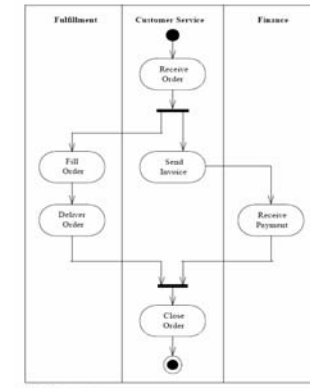 Fulfillment
Customer Service
Finance
Receive
Order
Fill
Order
Send
Invoice
Deliver
Order
Receive
Payment
Close
Order